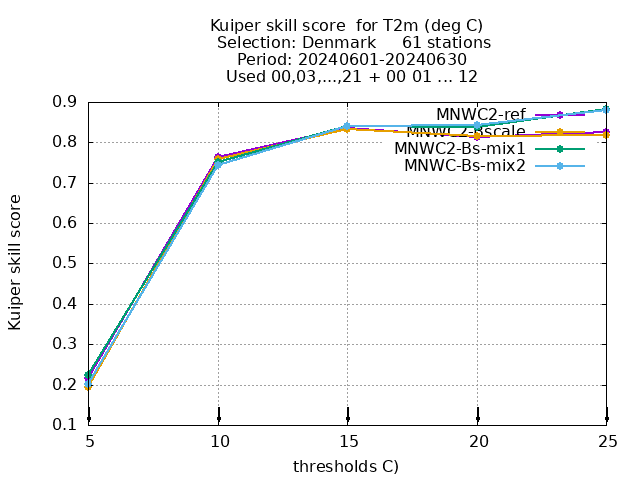 Kuiper skill score for T2m (deg C)
Selection: Denmark 61 stations
Period: 20240601-20240630
Used 00,03,...,21 + 00 01 ... 12
0.9
0.8
0.7
0.6
0.5
0.4
0.3
0.2
0.1
Kuiper skill score
MNWC2-ref
MNWC2-Bscale
MNWC2-Bs-mix1
MNWC-Bs-mix2
5 10 15 20 25
thresholds C)